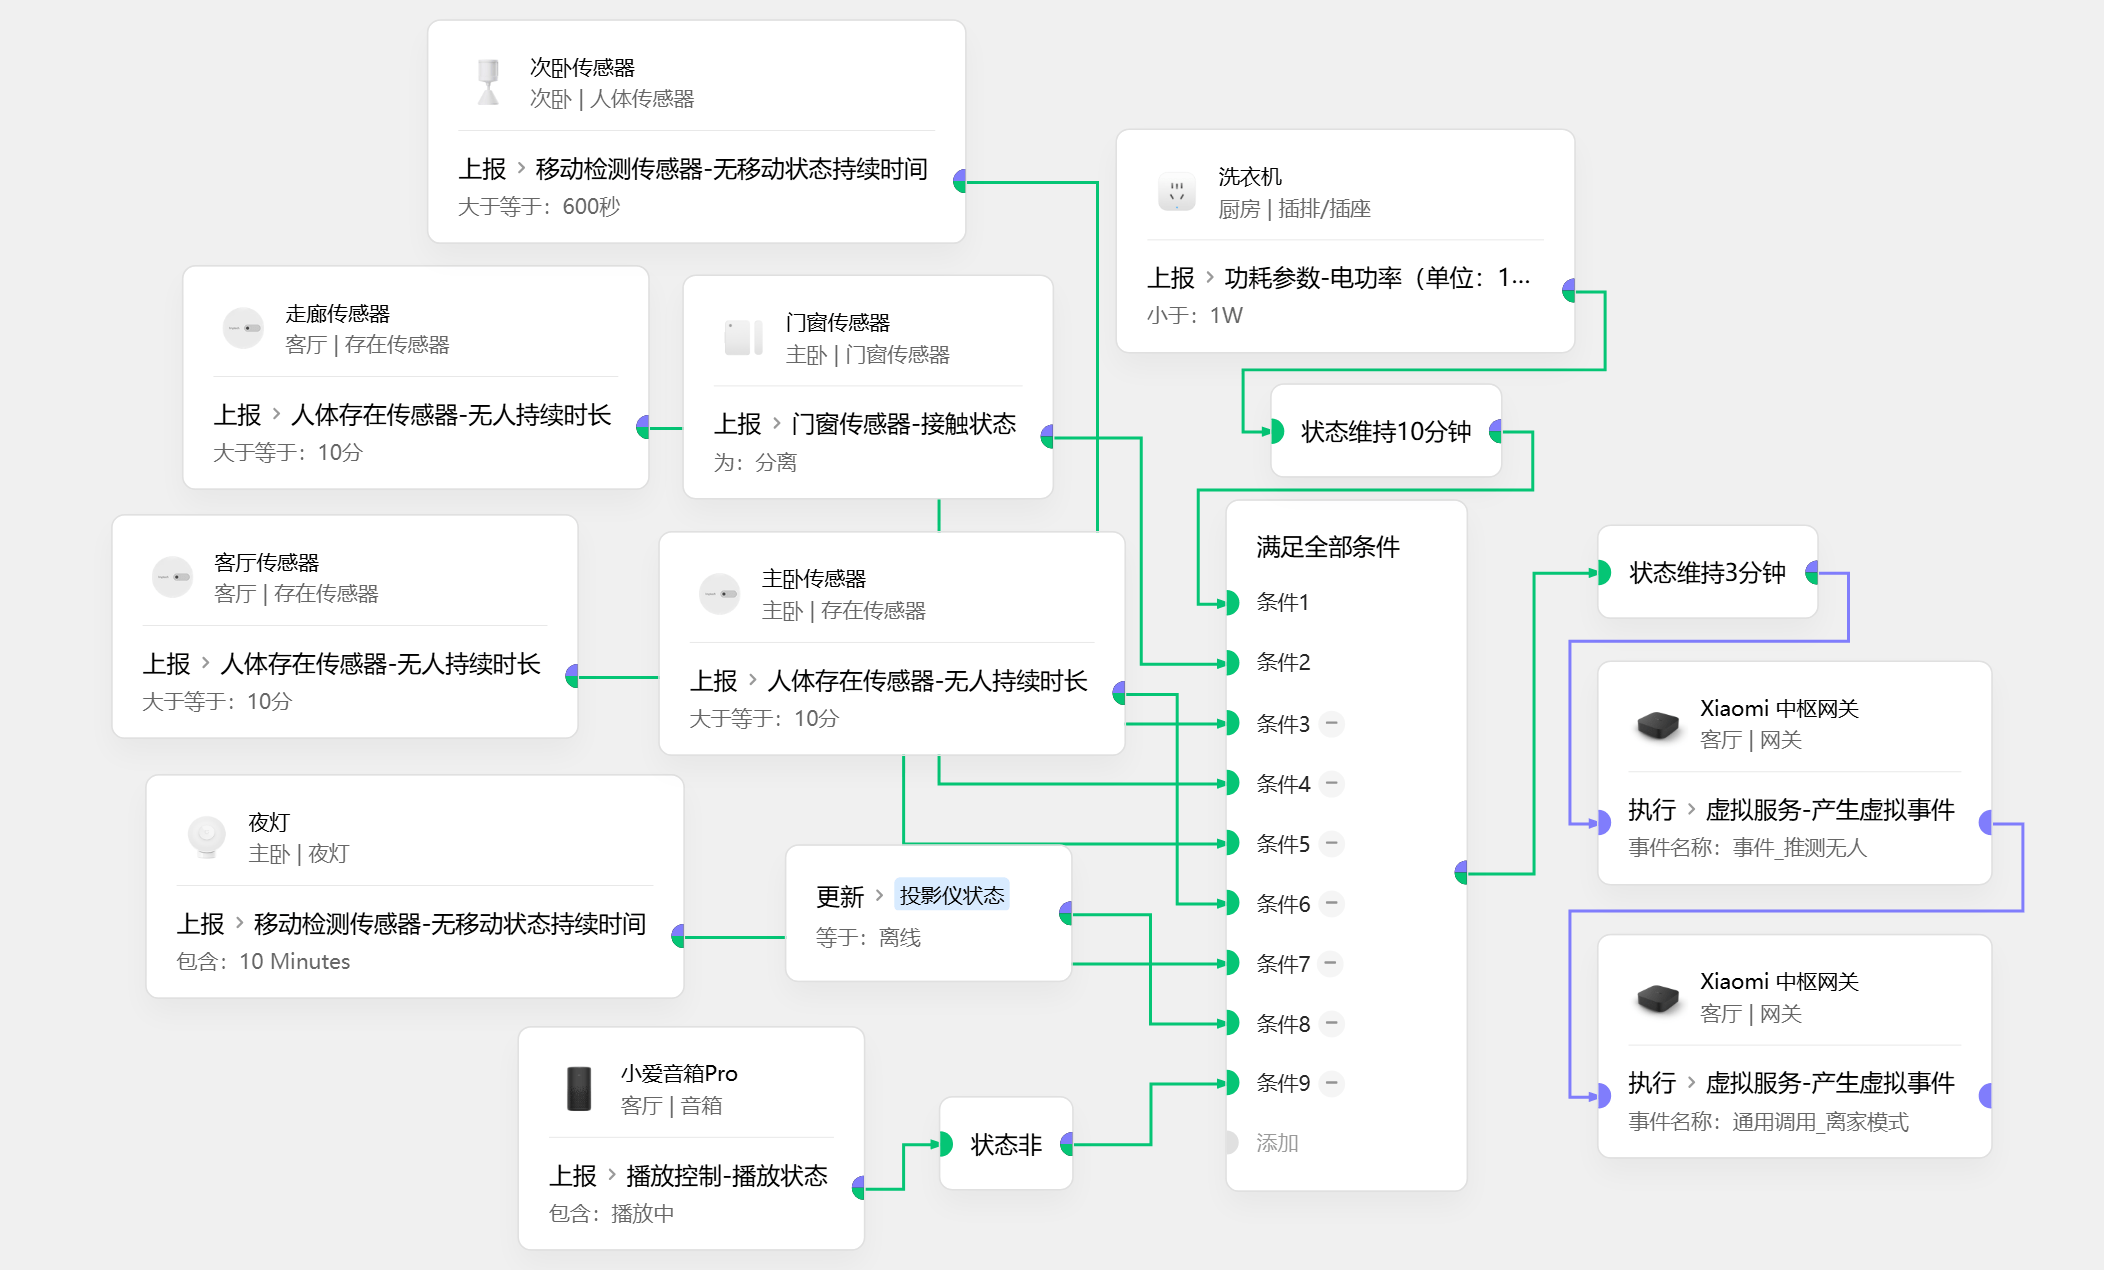 次卧传感器
次卧 | 人体传感器
上报 > 移动检测传感器-无移动状态持续时间
大于等于：600秒
洗衣机
厨房 | 插排/插座
上报 > 功耗参数-电功率（单位：1...
小于：1W
走廊传感器
客厅 | 存在传感器
上报 > 人体存在传感器-无人持续时长
大于等于：10分
门窗传感器
主卧 | 门窗传感器
上报 > 门窗传感器-接触状态
为：分离
状态维持10分钟
客厅传感器
客厅 | 存在传感器
上报 > 人体存在传感器-无人持续时长
大于等于：10分
主卧传感器
主卧 | 存在传感器
上报 > 人体存在传感器-无人持续时长
大于等于：10分
满足全部条件
条件1
条件2
条件3
条件4
条件5
条件6
条件7
条件8
条件9
添加
状态维持3分钟
Xiaomi 中枢网关
客厅 | 网关
执行 > 虚拟服务-产生虚拟事件
事件名称：事件_推测无人
夜灯
主卧 | 夜灯
上报 > 移动检测传感器-无移动状态持续时间
包含：10 Minutes
更新 > 投影仪状态
等于：离线
Xiaomi 中枢网关
客厅 | 网关
执行 > 虚拟服务-产生虚拟事件
事件名称：通用调用_离家模式
小爱音箱Pro
客厅 | 音箱
上报 > 播放控制-播放状态
包含：播放中
状态非